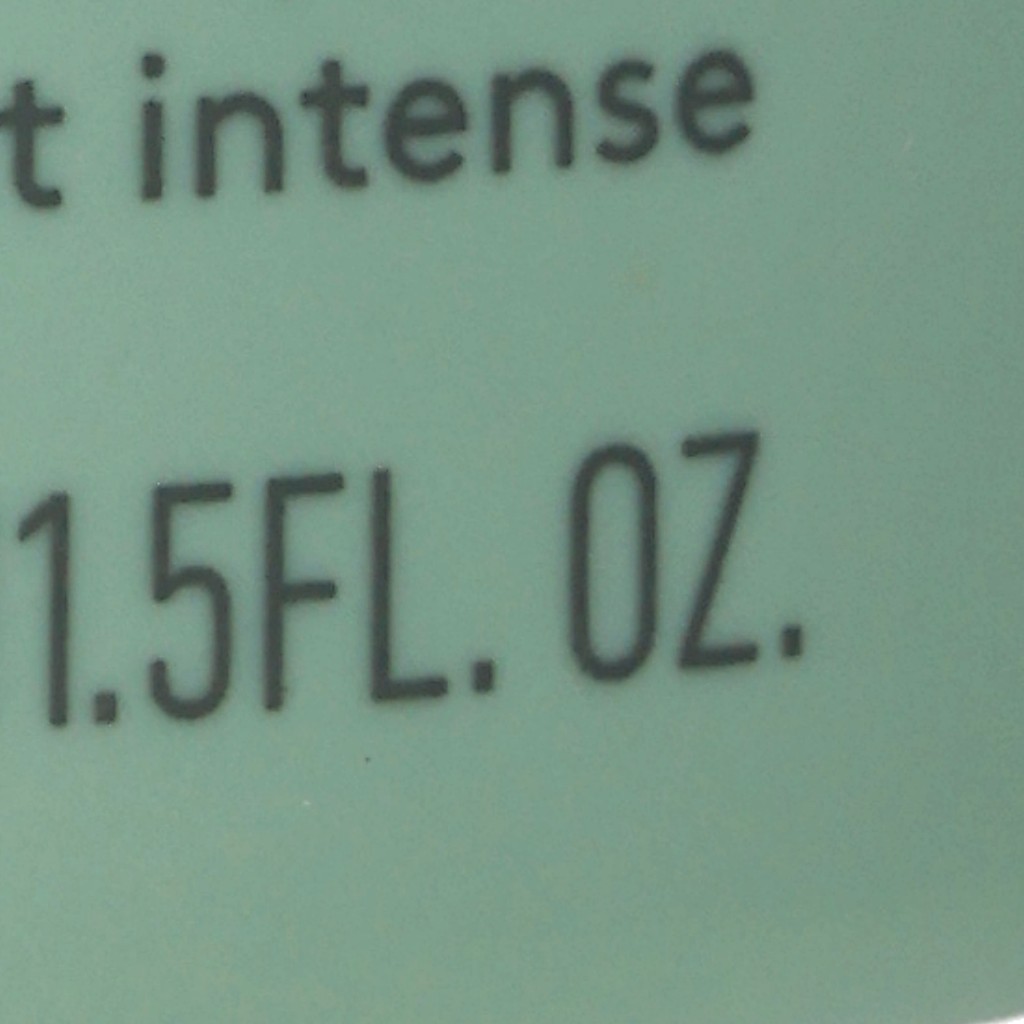 t intense
1.5FL. OZ.